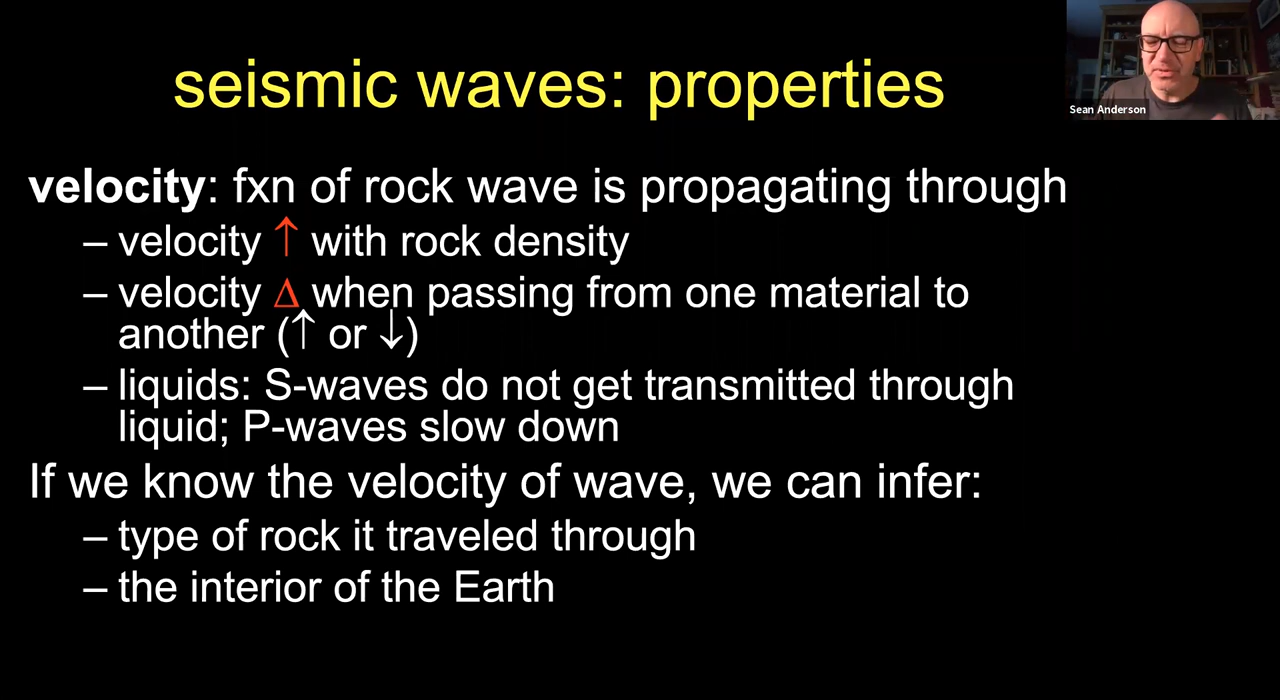 seismic waves: properties
Sean Anderson
velocity: fxn of rock wave is propagating through
– velocity ↑ with rock density
– velocity Δ when passing from one material to
another (↑ or ↓)
– liquids: S-waves do not get transmitted through
liquid; P-waves slow down
If we know the velocity of wave, we can infer:
– type of rock it traveled through
– the interior of the Earth